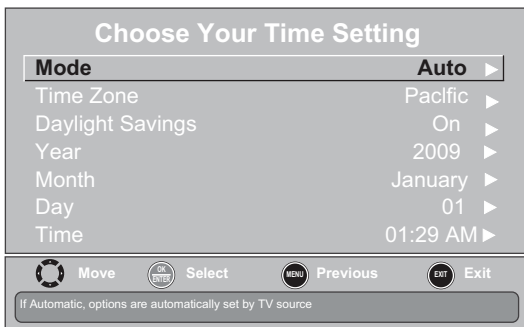 Choose Your Time Setting
Mode Auto
Time Zone Paclfic
Daylight Savings On
Year 2009
Month January
Day 01
Time 01:29 AM
Move OK ENTER Select MENU Previous EXIT Exit
If Automatic, options are automatically set by TV source